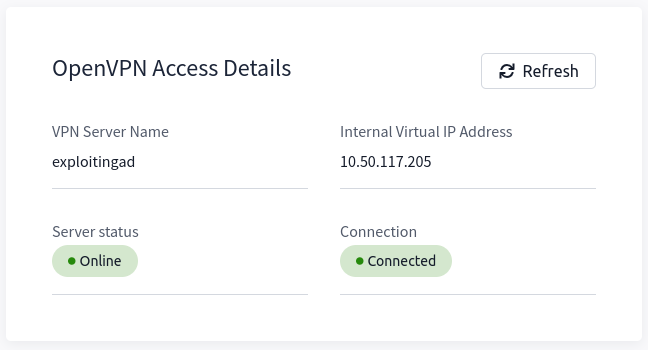 OpenVPN Access Details
Refresh
VPN Server Name
Internal Virtual IP Address
exploitingad
10.50.117.205
Server status
Connection
Online
Connected